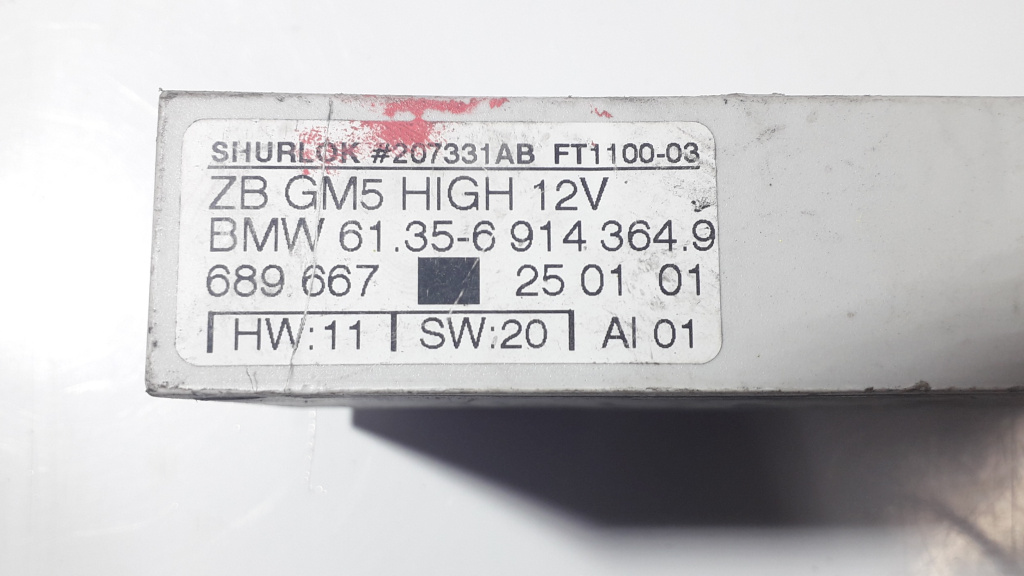 SHURLOK #207331AB FT1100-03
ZB GM5 HIGH 12V
BMW 61.35-6 914 364.9
689 667 25 01 01
HW:11 SW:20 AI 01